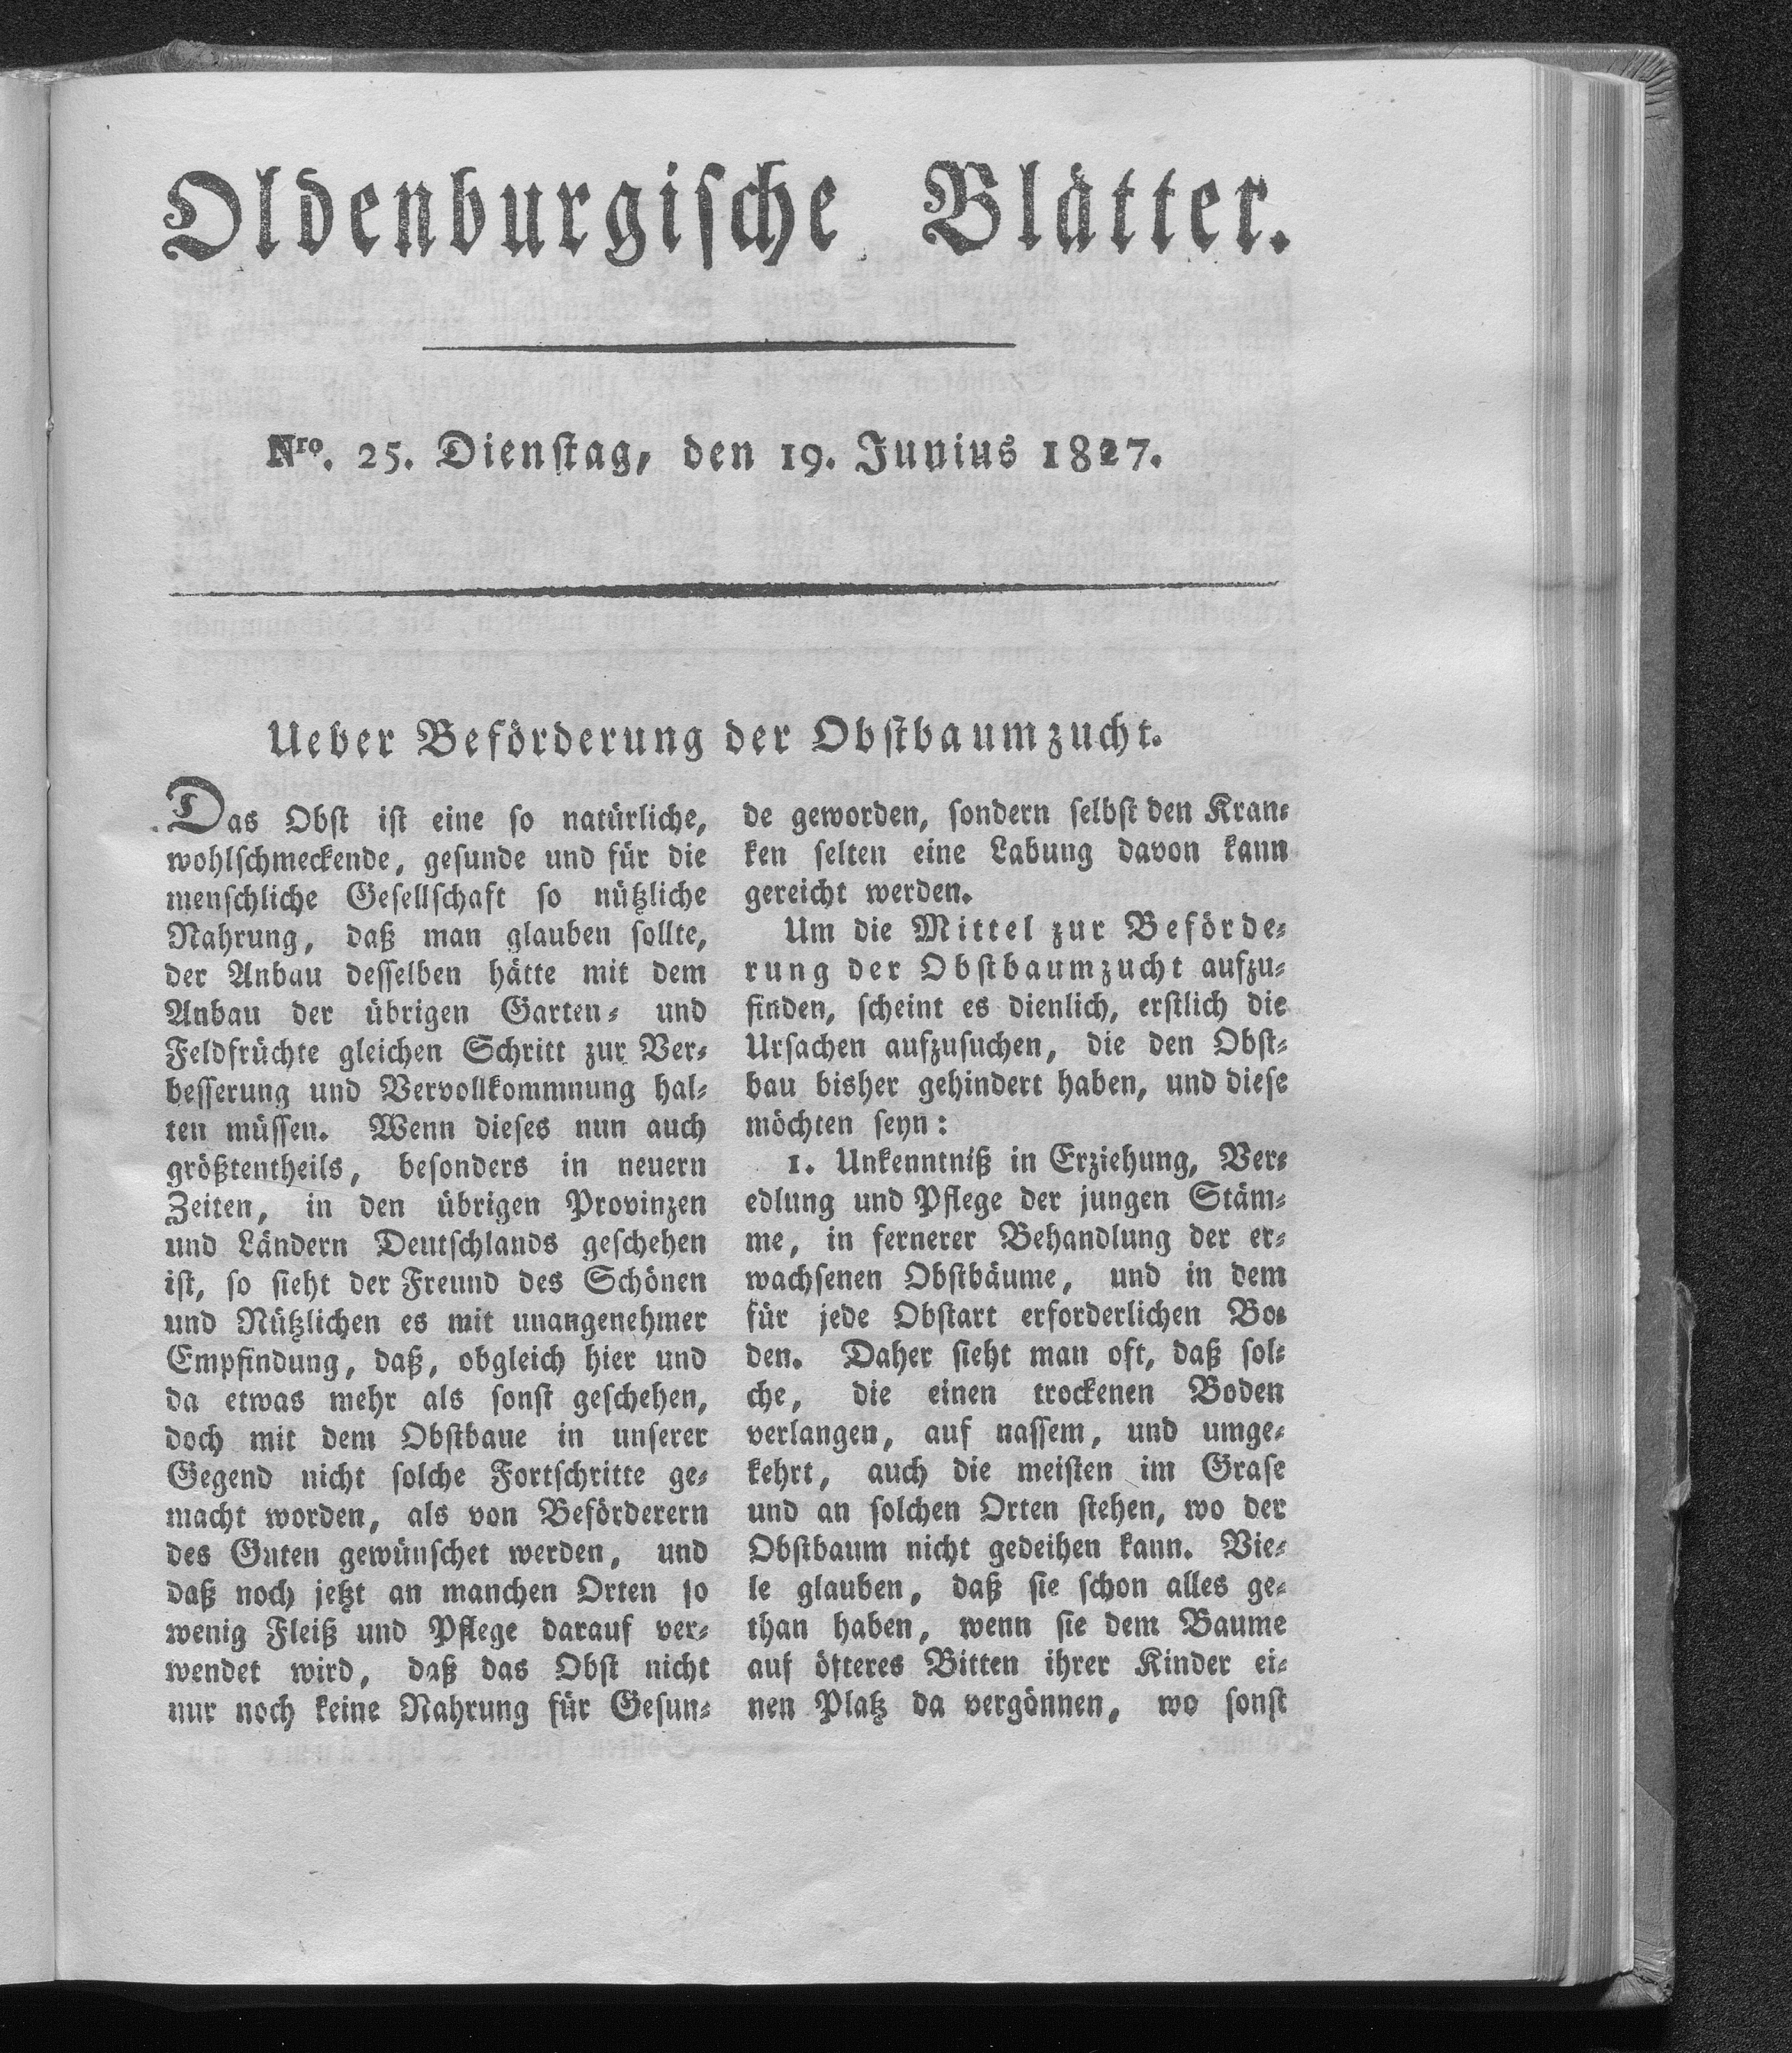 Oldenburgische Blätter.
Nro. 25. Dienstag, den 19. Junius 1827.
Ueber Beförderung der Obstbaumzucht.
Das Obst ist eine so natürliche,
wohlschmeckende, gesunde und für die
menschliche Gesellschaft so nützliche
Nahrung, daß man glauben sollte,
der Anbau desselben hätte mit dem
Anbau der übrigen Garten- und
Feldfrüchte gleichen Schritt zur Ver-
besserung und Vervollkommnung hal-
ten müssen. Wenn dieses nun auch
größtentheils, besonders in neuern
Zeiten, in den übrigen Provinzen
und Ländern Deutschlands geschehen
ist, so sieht der Freund des Schönen
und Nützlichen es mit unangenehmer
Empfindung, daß, obgleich hier und
da etwas mehr als sonst geschehen,
doch mit dem Obstbaue in unserer
Gegend nicht solche Fortschritte ge-
macht worden, als von Beförderern
des Guten gewünschet werden, und
daß noch jetzt an manchen Orten so
wenig Fleiß und Pflege darauf ver-
wendet wird, daß das Obst nicht
nur noch keine Nahrung für Gesun-
de geworden, sondern selbst den Kran-
ken selten eine Labung davon kann
gereicht werden.
Um die Mittel zur Beförde-
rung der Obstbaumzucht aufzu-
finden, scheint es dienlich, erstlich die
Ursachen aufzusuchen, die den Obst-
bau bisher gehindert haben, und diese
möchten seyn:
1. Unkenntniß in Erziehung, Ver-
edlung und Pflege der jungen Stäm-
me, in fernerer Behandlung der er-
wachsenen Obstbäume, und in dem
für jede Obstart erforderlichen Bo-
den. Daher sieht man oft, daß sol-
che, die einen trockenen Boden
verlangen, auf nassem, und umge-
kehrt, auch die meisten im Grase
und an solchen Orten stehen, wo der
Obstbaum nicht gedeihen kann. Vie-
le glauben, daß sie schon alles ge-
than haben, wenn sie dem Baume
auf öfteres Bitten ihrer Kinder ei-
nen Platz da vergönnen, wo sonst